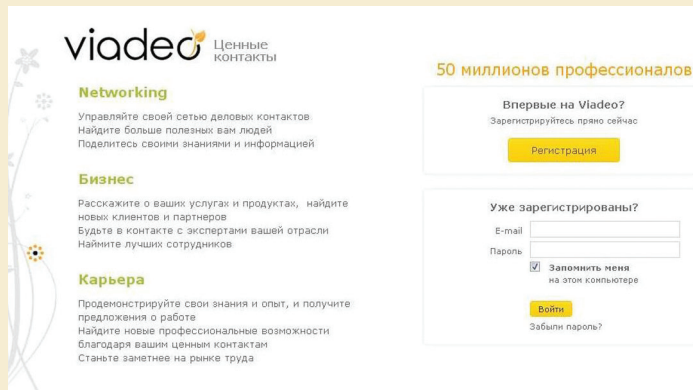 viadeo
Ценные
контакты
Networking
Управляйте своей сетью деловых контактов
Найдите больше полезных вам людей
Поделитесь своими знаниями и информацией
Бизнес
Расскажите о ваших услугах и продуктах, найдите
новых клиентов и партнеров
Будьте в контакте с экспертами вашей отрасли
Наймите лучших сотрудников
Карьера
Продемонстрируйте свои знания и опыт, и получите
предложения о работе
Найдите новые профессиональные возможности
благодаря вашим ценным контактам
Станьте заметнее на рынке труда
50 миллионов профессионалов
Впервые на Viadeo?
Зарегистрируйтесь прямо сейчас
Регистрация
Уже зарегистрированы?
E-mail
Пароль
Запомнить меня
на этом компьютере
Войти
Забыли пароль?